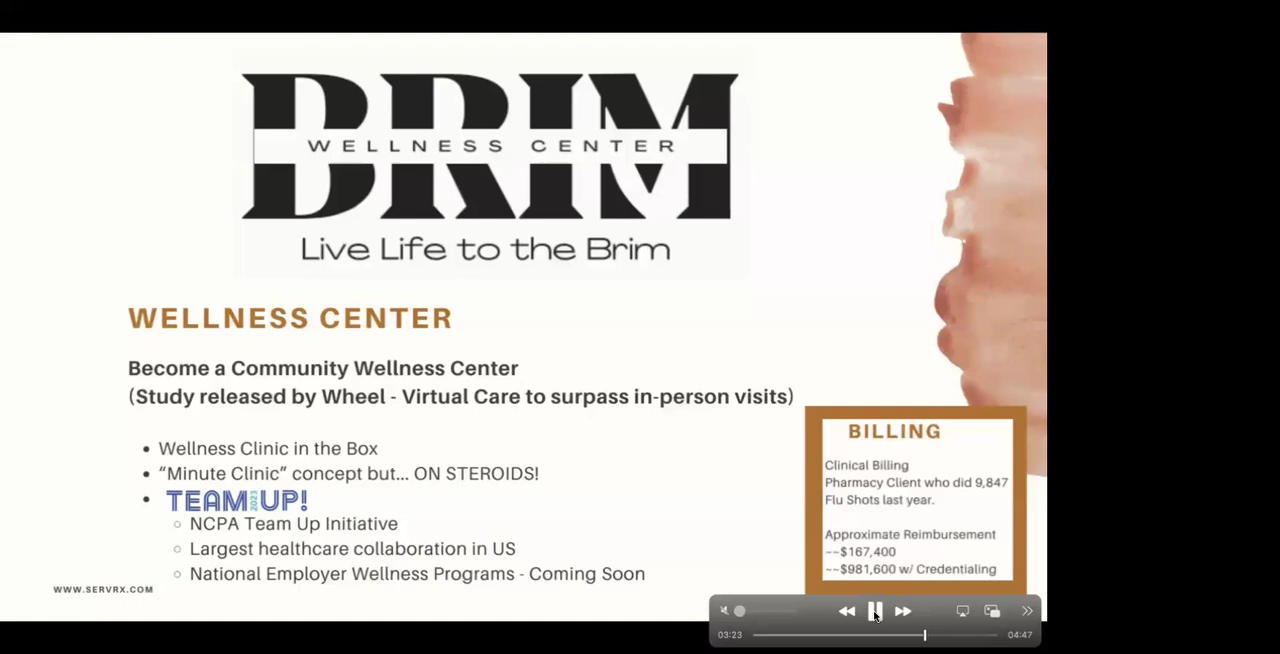 BRIM
WELLNESS CENTER
Live Life to the Brim
WELLNESS CENTER
Become a Community Wellness Center
(Study released by Wheel - Virtual Care to surpass in-person visits)
• Wellness Clinic in the Box
• “Minute Clinic” concept but... ON STEROIDS!
• TEAM 2023 UP!
○ NCPA Team Up Initiative
○ Largest healthcare collaboration in US
○ National Employer Wellness Programs - Coming Soon
WWW.SERVRX.COM
BILLING
Clinical Billing
Pharmacy Client who did 9,847
Flu Shots last year.
Approximate Reimbursement
~~$167,400
~~$981,600 w/ Credentialing
03:23
04:47